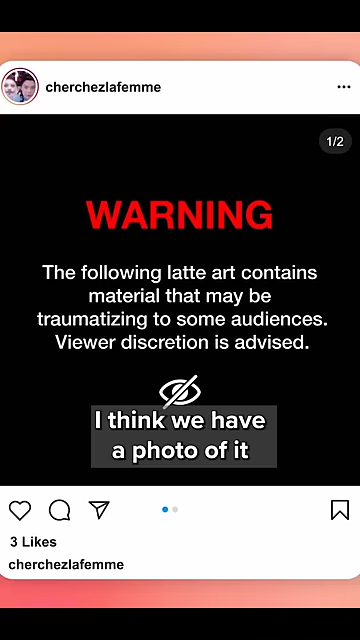 cherchezlafemme
1/2
WARNING
The following latte art contains
material that may be
traumatizing to some audiences.
Viewer discretion is advised.
I think we have
a photo of it
3 Likes
cherchezlafemme